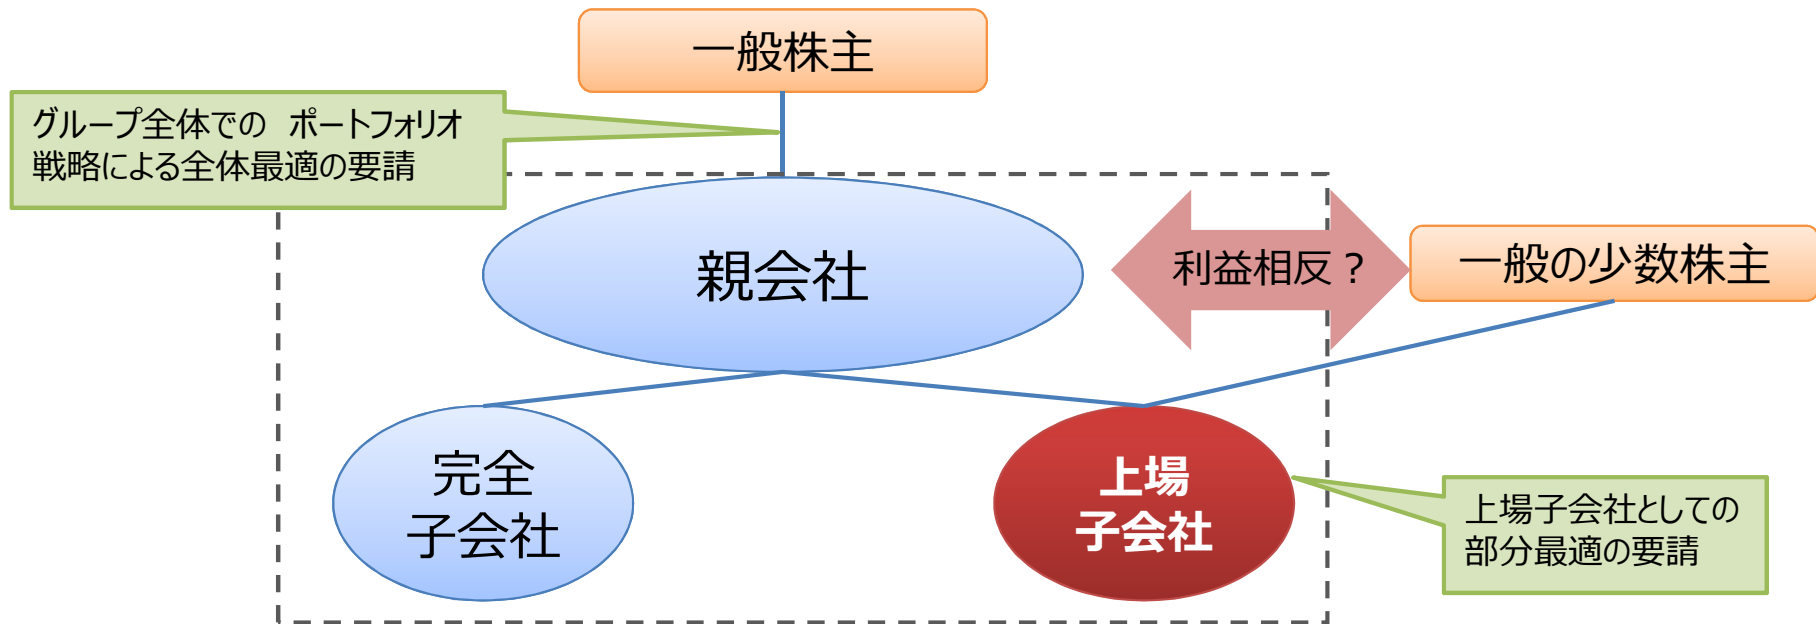 一般株主
グループ全体での　ポートフォリオ
戦略による全体最適の要請
親会社
利益相反？
一般の少数株主
完全
子会社
上場
子会社
上場子会社としての
部分最適の要請